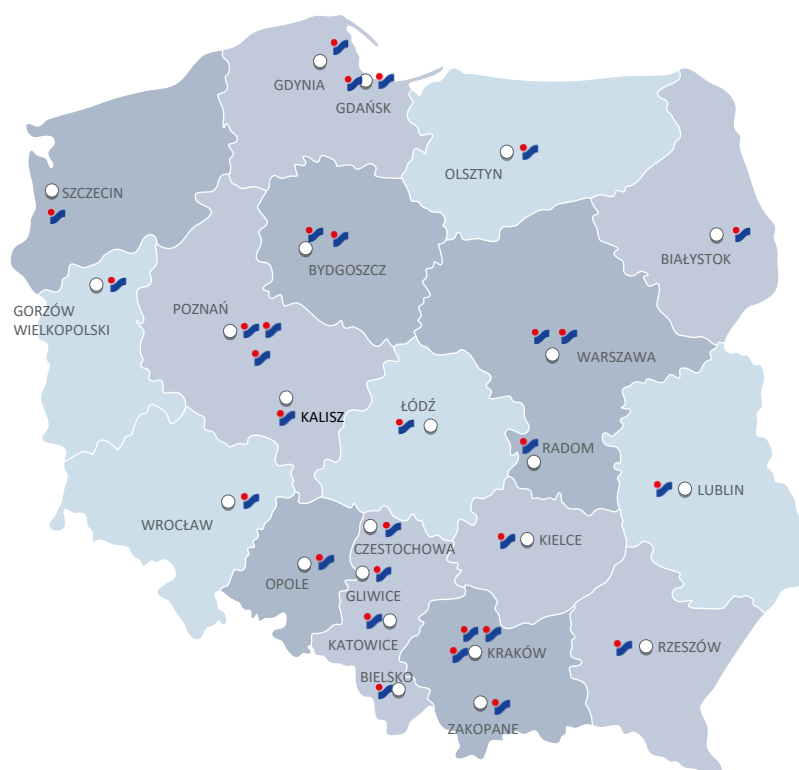 GDYNIA
GDAŃSK
OLSZTYN
SZCZECIN
BIAŁYSTOK
BYDGOSZCZ
GORZÓW
WIELKOPOLSKI
POZNAŃ
WARSZAWA
KALISZ
ŁÓDŹ
RADOM
LUBLIN
WROCŁAW
CZESTOCHOWA
KIELCE
OPOLE
GLIWICE
KATOWICE
KRAKÓW
RZESZÓW
BIELSKO
ZAKOPANE